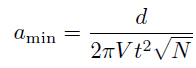 a_min = d / (2πVt²√N)